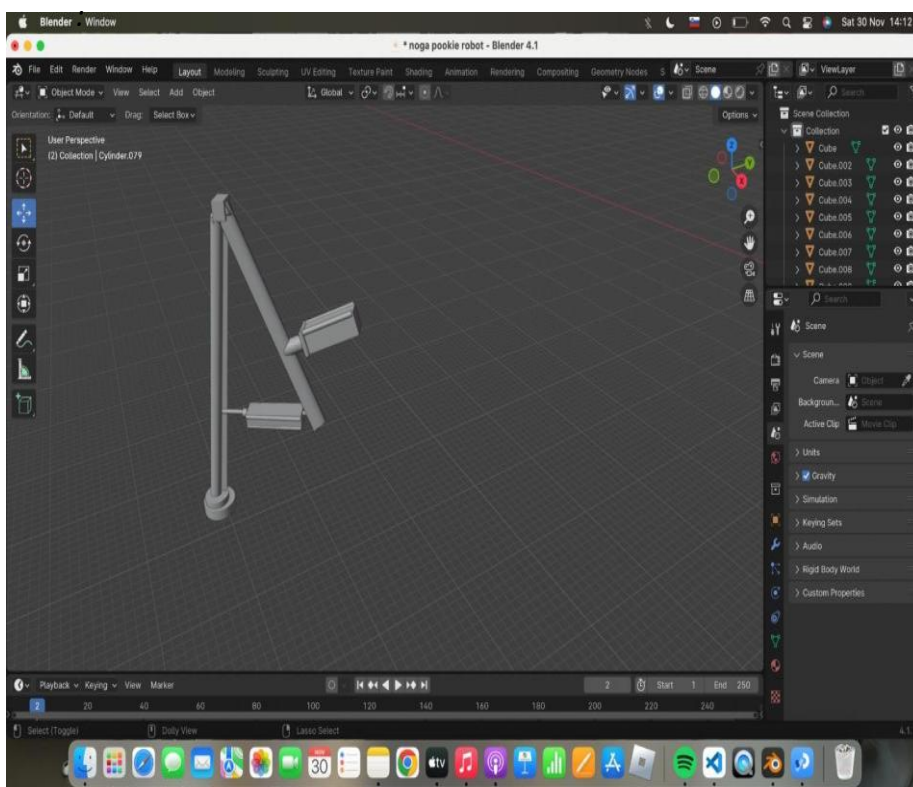 Blender Window Sat 30 Nov 14:12
* noga pookie robot - Blender 4.1
File Edit Render Window Help Layout Modeling Sculpting UV Editing Texture Paint Shading Animation Rendering Compositing Geometry Nodes S Scene ViewLayer
Object Mode View Select Add Object Global Search
Orientation: Default Drag: Select Box Options
Scene Collection
User Perspective
(2) Collection | Cylinder.079
Collection
Cube
Cube.002
Cube.003
Cube.004
Cube.005
Cube.006
Cube.007
Cube.008
Z
Y
X
Search
Scene
Scene
Camera Object
Backgroun... Scene
Active Clip Movie Clip
Units
Gravity
Simulation
Keying Sets
Audio
Rigid Body World
Custom Properties
Playback Keying View Marker 2 Start 1 End 250
2 20 40 60 80 100 120 140 160 180 200 220 240
Select (Toggle) Dolly View Lasso Select 4.1.
NOV
30
tv